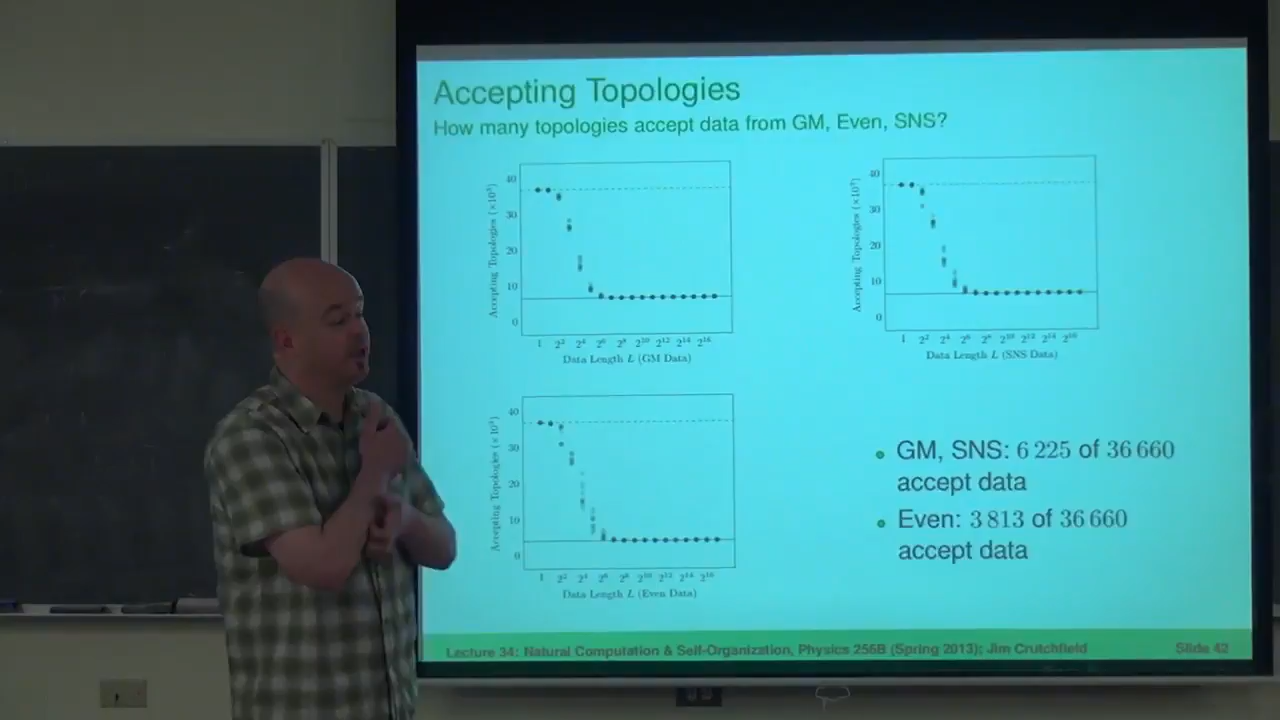 Accepting Topologies
How many topologies accept data from GM, Even, SNS?
Accepting Topologies (×10³)
40
30
20
10
0
1 2² 2⁴ 2⁶ 2⁸ 2¹⁰ 2¹² 2¹⁴ 2¹⁶
Data Length L (GM Data)
Accepting Topologies (×10³)
40
30
20
10
0
1 2² 2⁴ 2⁶ 2⁸ 2¹⁰ 2¹² 2¹⁴ 2¹⁶
Data Length L (SNS Data)
Accepting Topologies (×10³)
40
30
20
10
0
1 2² 2⁴ 2⁶ 2⁸ 2¹⁰ 2¹² 2¹⁴ 2¹⁶
Data Length L (Even Data)
• GM, SNS: 6 225 of 36 660
accept data
• Even: 3 813 of 36 660
accept data
Lecture 34: Natural Computation & Self-Organization, Physics 256B (Spring 2013); Jim Crutchfield
Slide 42